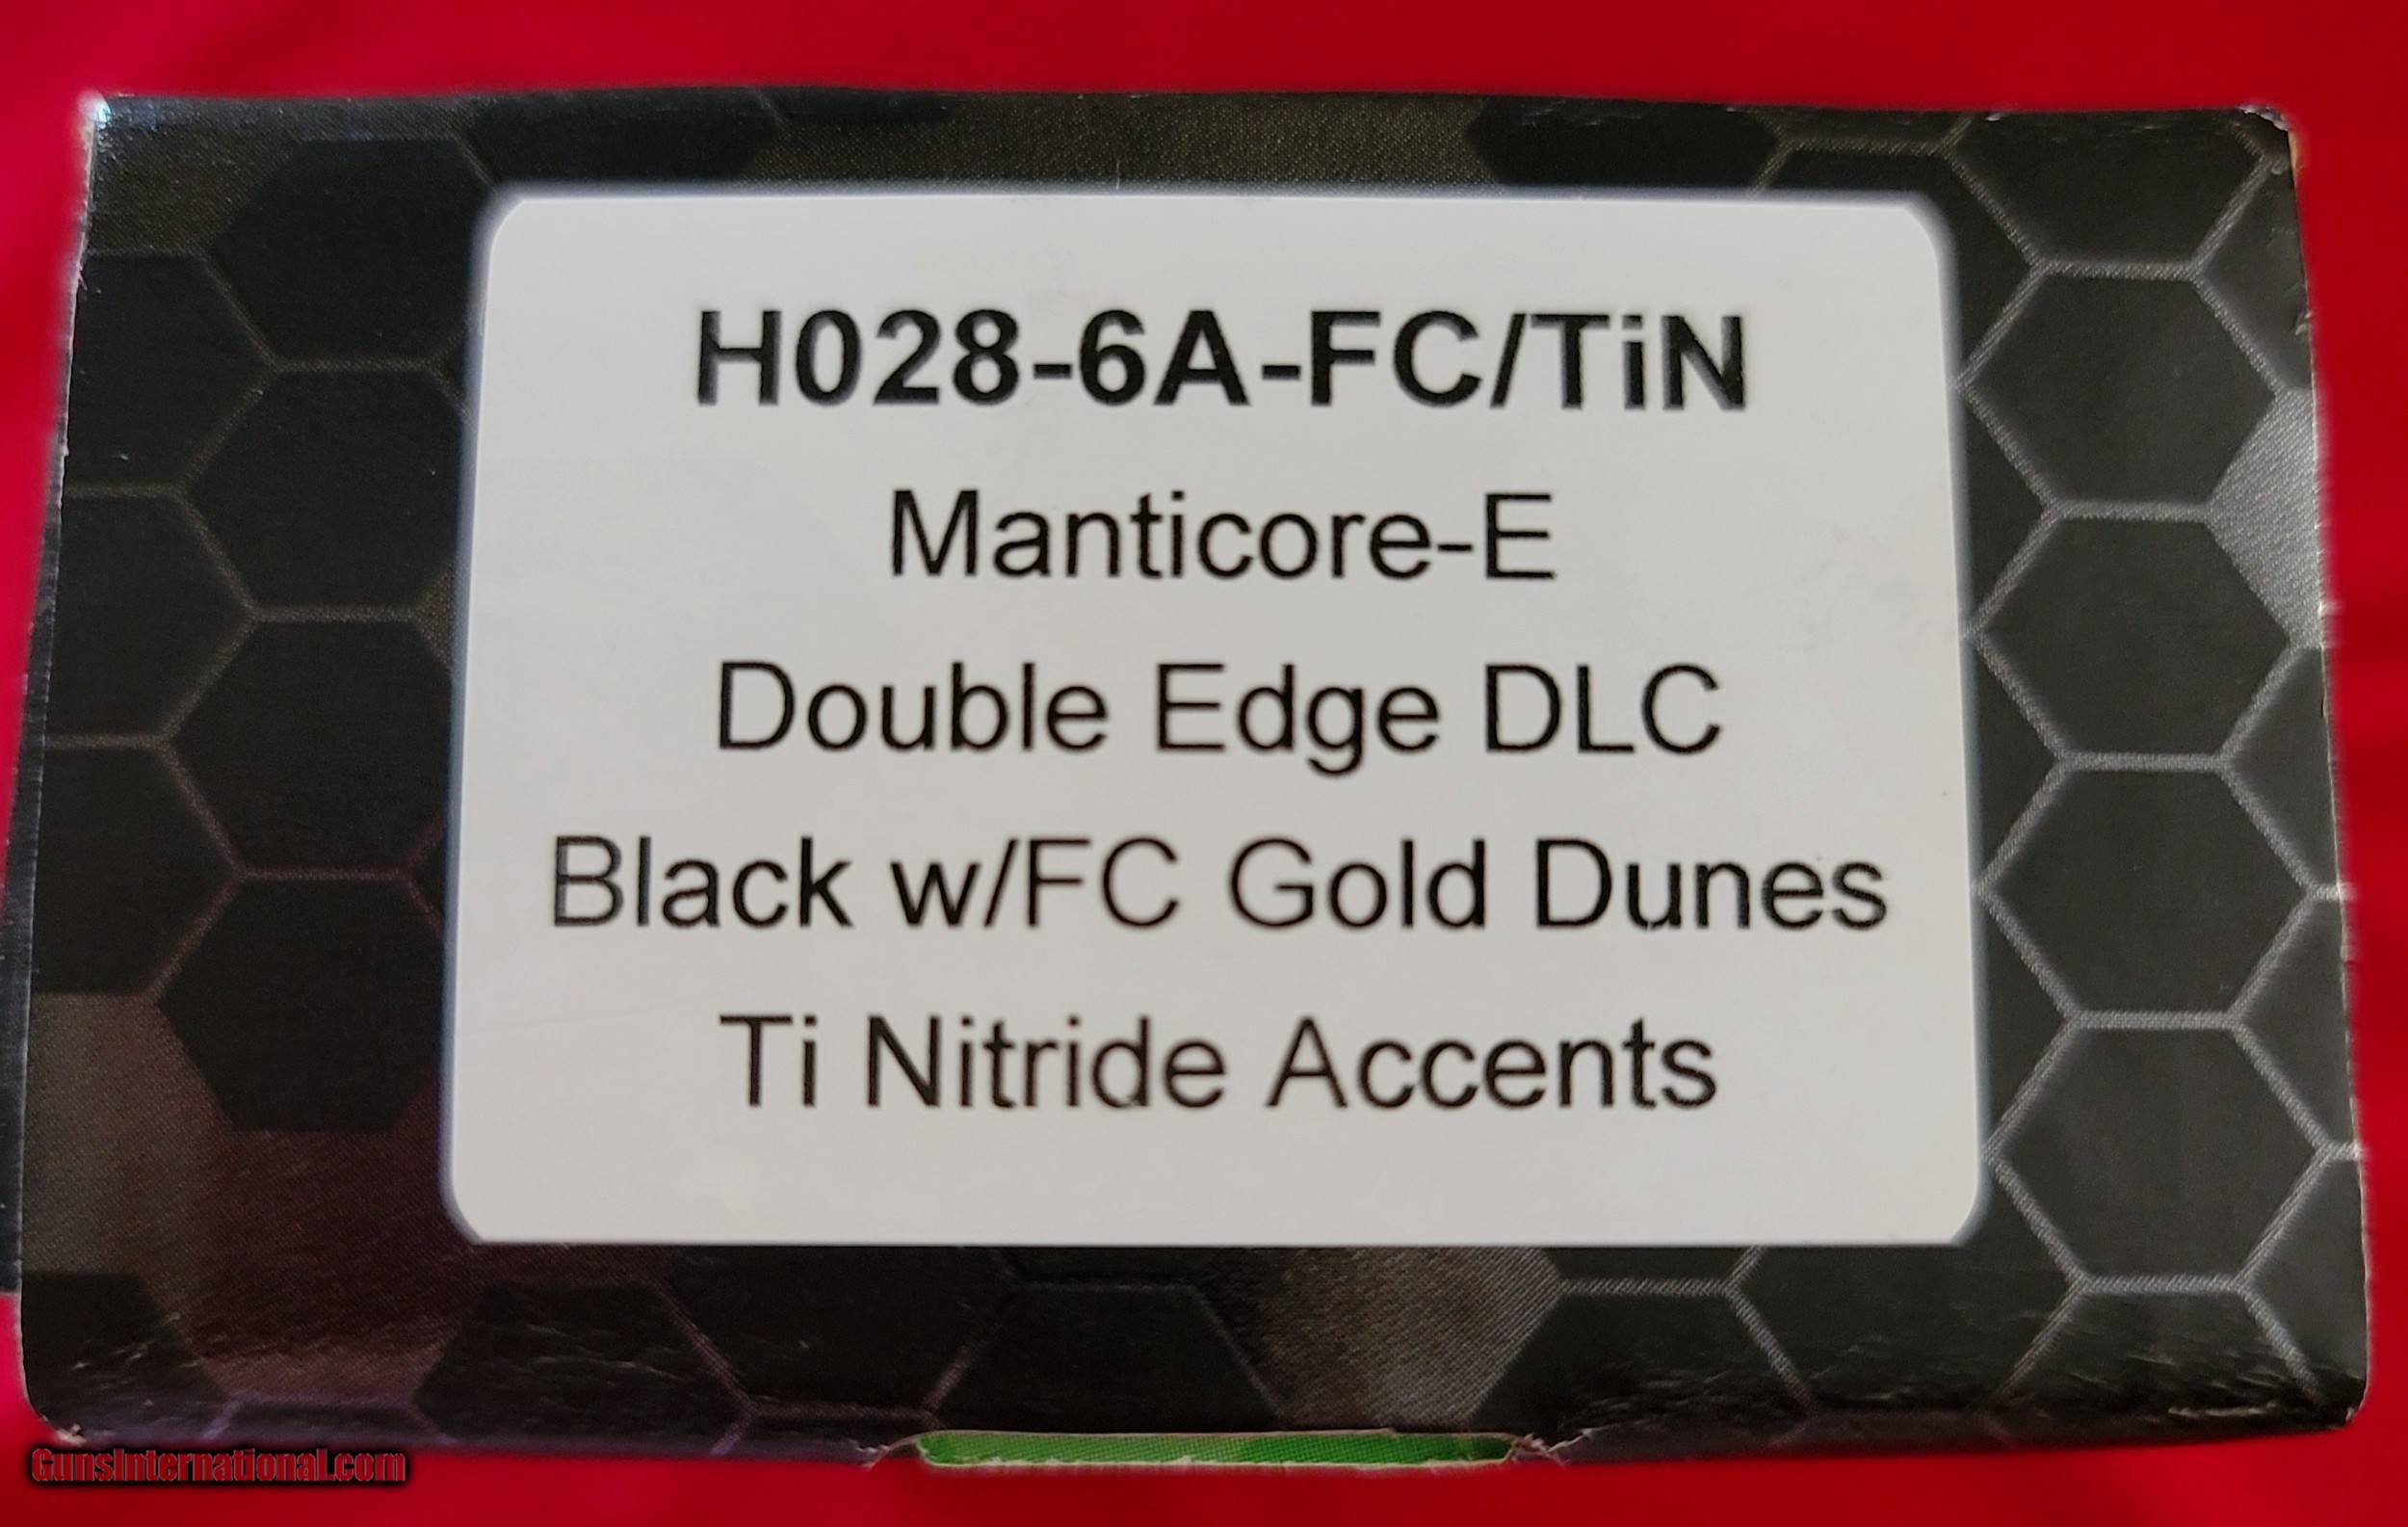 H028-6A-FC/TiN
Manticore-E
Double Edge DLC
Black w/FC Gold Dunes
Ti Nitride Accents
GunsInternational.com